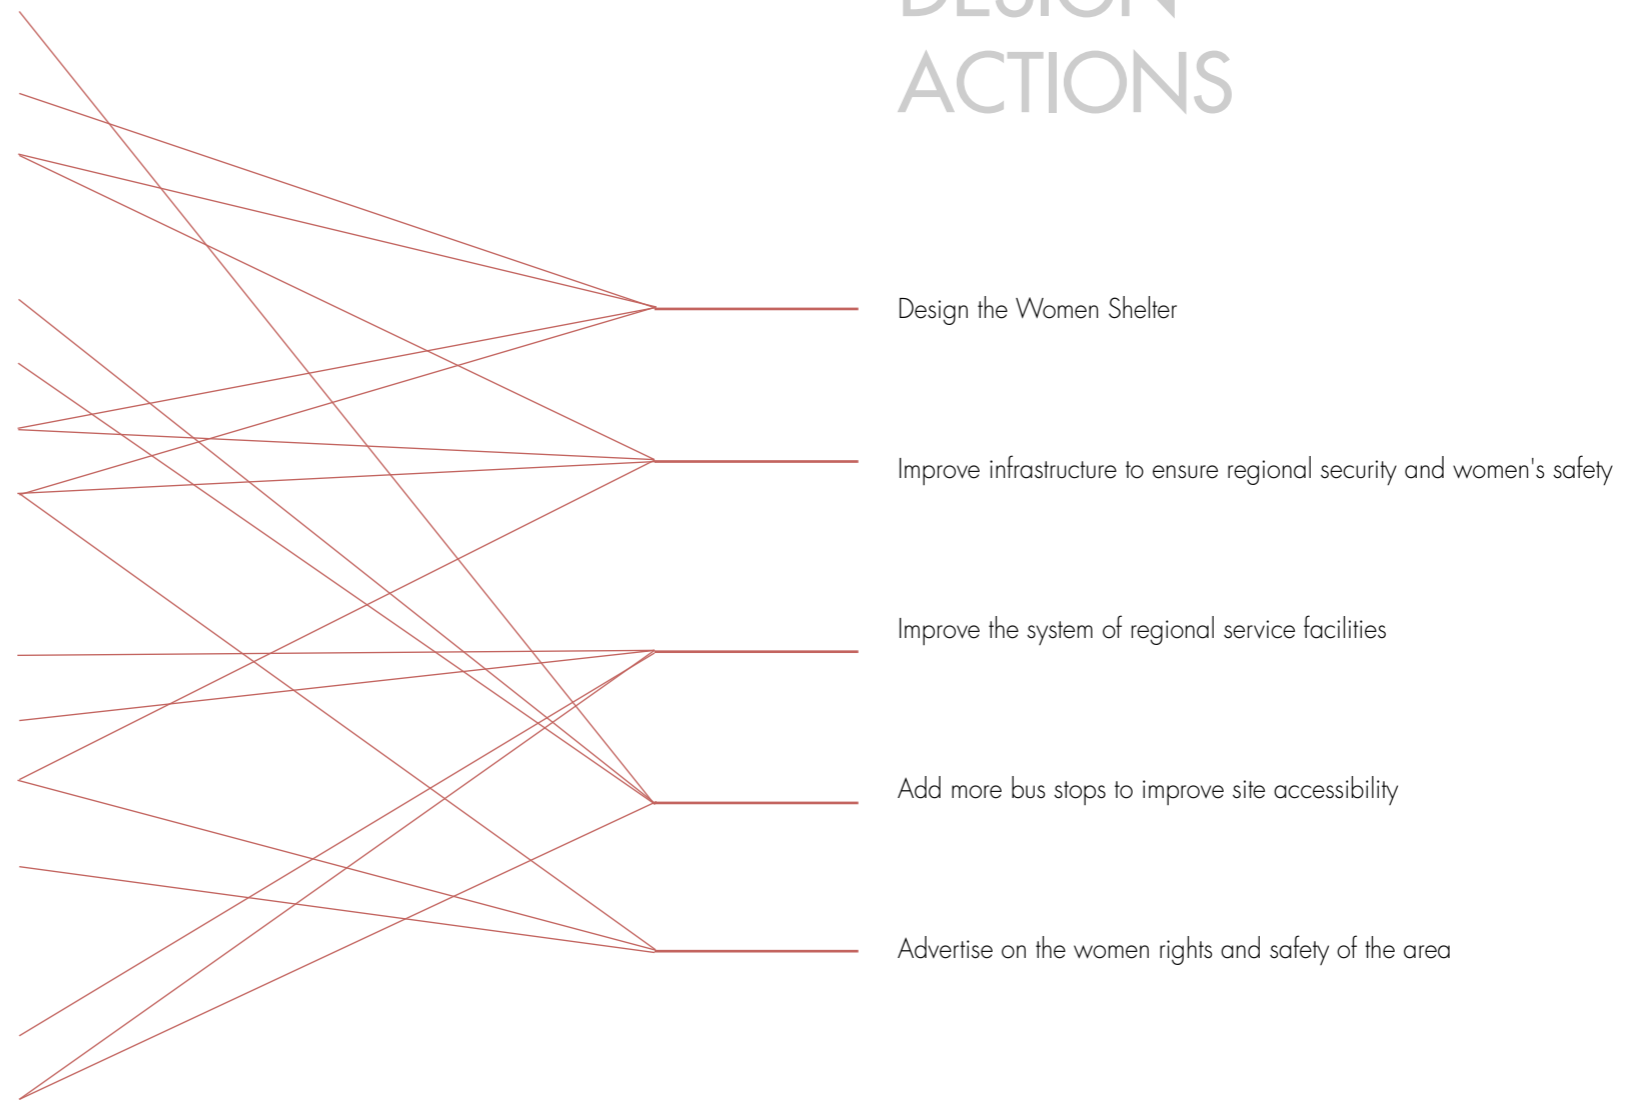 DESIGN
ACTIONS
Design the Women Shelter
Improve infrastructure to ensure regional security and women's safety
Improve the system of regional service facilities
Add more bus stops to improve site accessibility
Advertise on the women rights and safety of the area